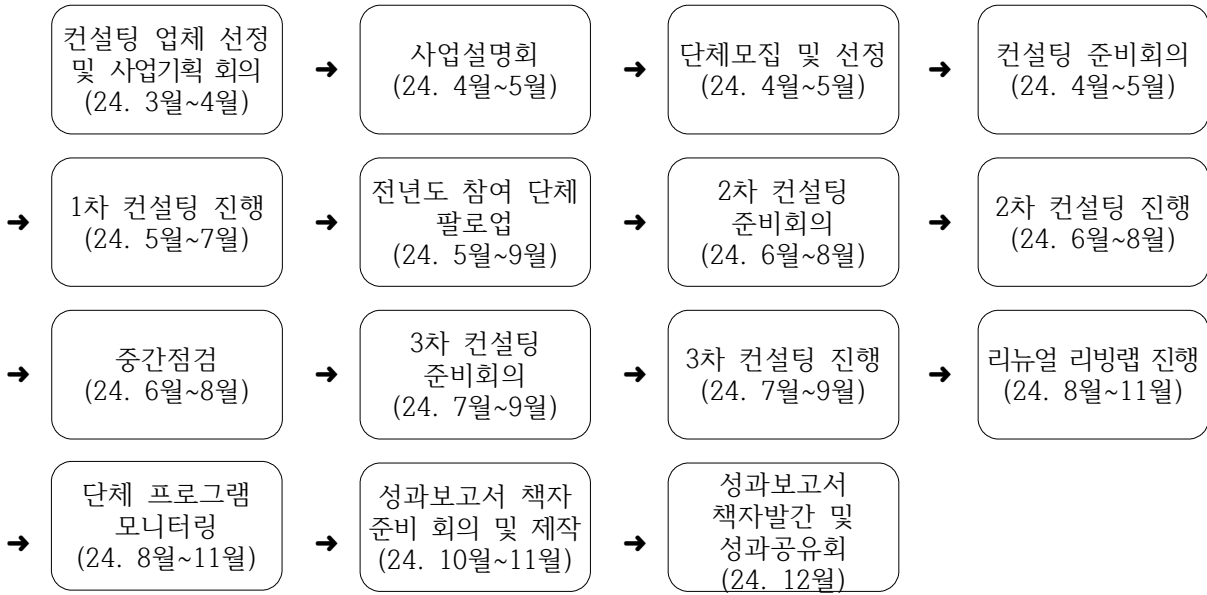 컨설팅 업체 선정
및 사업기획 회의
(24. 3월~4월)
➜
사업설명회
(24. 4월~5월)
➜
단체모집 및 선정
(24. 4월~5월)
➜
컨설팅 준비회의
(24. 4월~5월)
➜
1차 컨설팅 진행
(24. 5월~7월)
➜
전년도 참여 단체
팔로업
(24. 5월~9월)
➜
2차 컨설팅
준비회의
(24. 6월~8월)
➜
2차 컨설팅 진행
(24. 6월~8월)
➜
중간점검
(24. 6월~8월)
➜
3차 컨설팅
준비회의
(24. 7월~9월)
➜
3차 컨설팅 진행
(24. 7월~9월)
➜
리뉴얼 리빙랩 진행
(24. 8월~11월)
➜
단체 프로그램
모니터링
(24. 8월~11월)
➜
성과보고서 책자
준비 회의 및 제작
(24. 10월~11월)
➜
성과보고서
책자발간 및
성과공유회
(24. 12월)